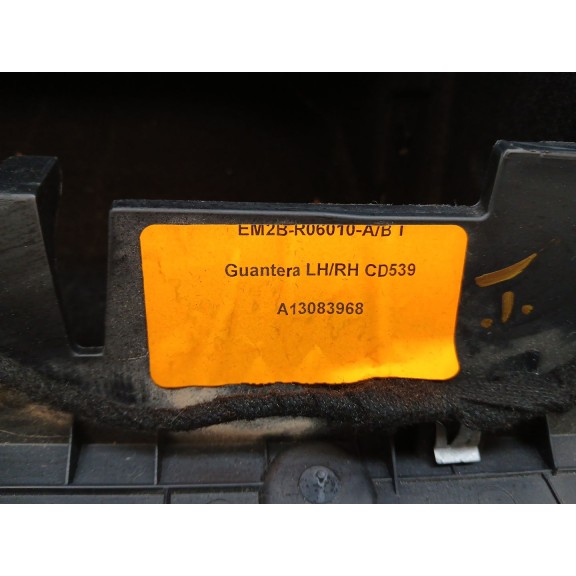 EM2B-R06010-A/B T
Guantera LH/RH CD539
A13083968